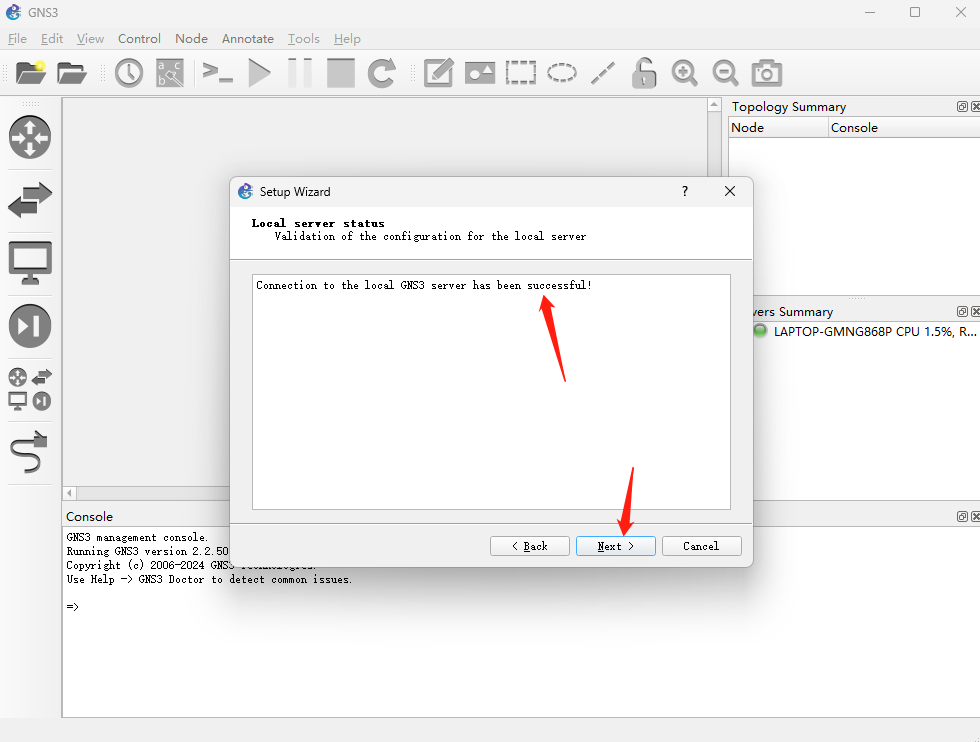 GNS3
File Edit View Control Node Annotate Tools Help
a c
b
Topology Summary
Node Console
Setup Wizard ?
Local server status
Validation of the configuration for the local server
Connection to the local GNS3 server has been successful!
vers Summary
LAPTOP-GMNG868P CPU 1.5%, R...
< Back Next > Cancel
Console
GNS3 management console.
Running GNS3 version 2.2.50
Copyright (c) 2006-2024 GNS3 Technologies.
Use Help -> GNS3 Doctor to detect common issues.
=>